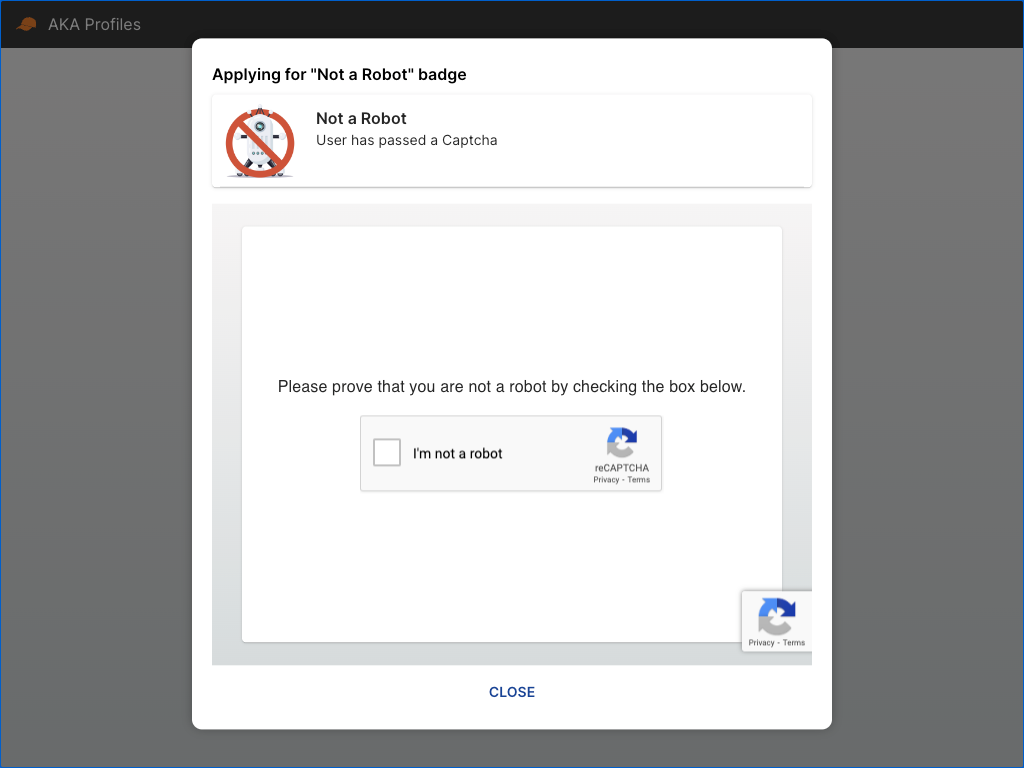 AKA Profiles
Applying for "Not a Robot" badge
Not a Robot
User has passed a Captcha
Please prove that you are not a robot by checking the box below.
I'm not a robot
reCAPTCHA
Privacy - Terms
Privacy - Terms
CLOSE